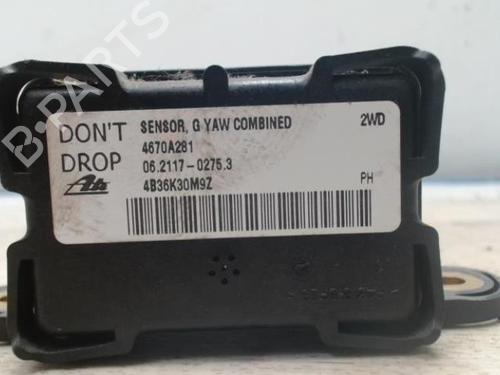 B-PARTS
DON'T DROP
Ate
SENSOR, G YAW COMBINED 2WD
4670A281
06.2117-0275.3
4B36K30M9Z PH